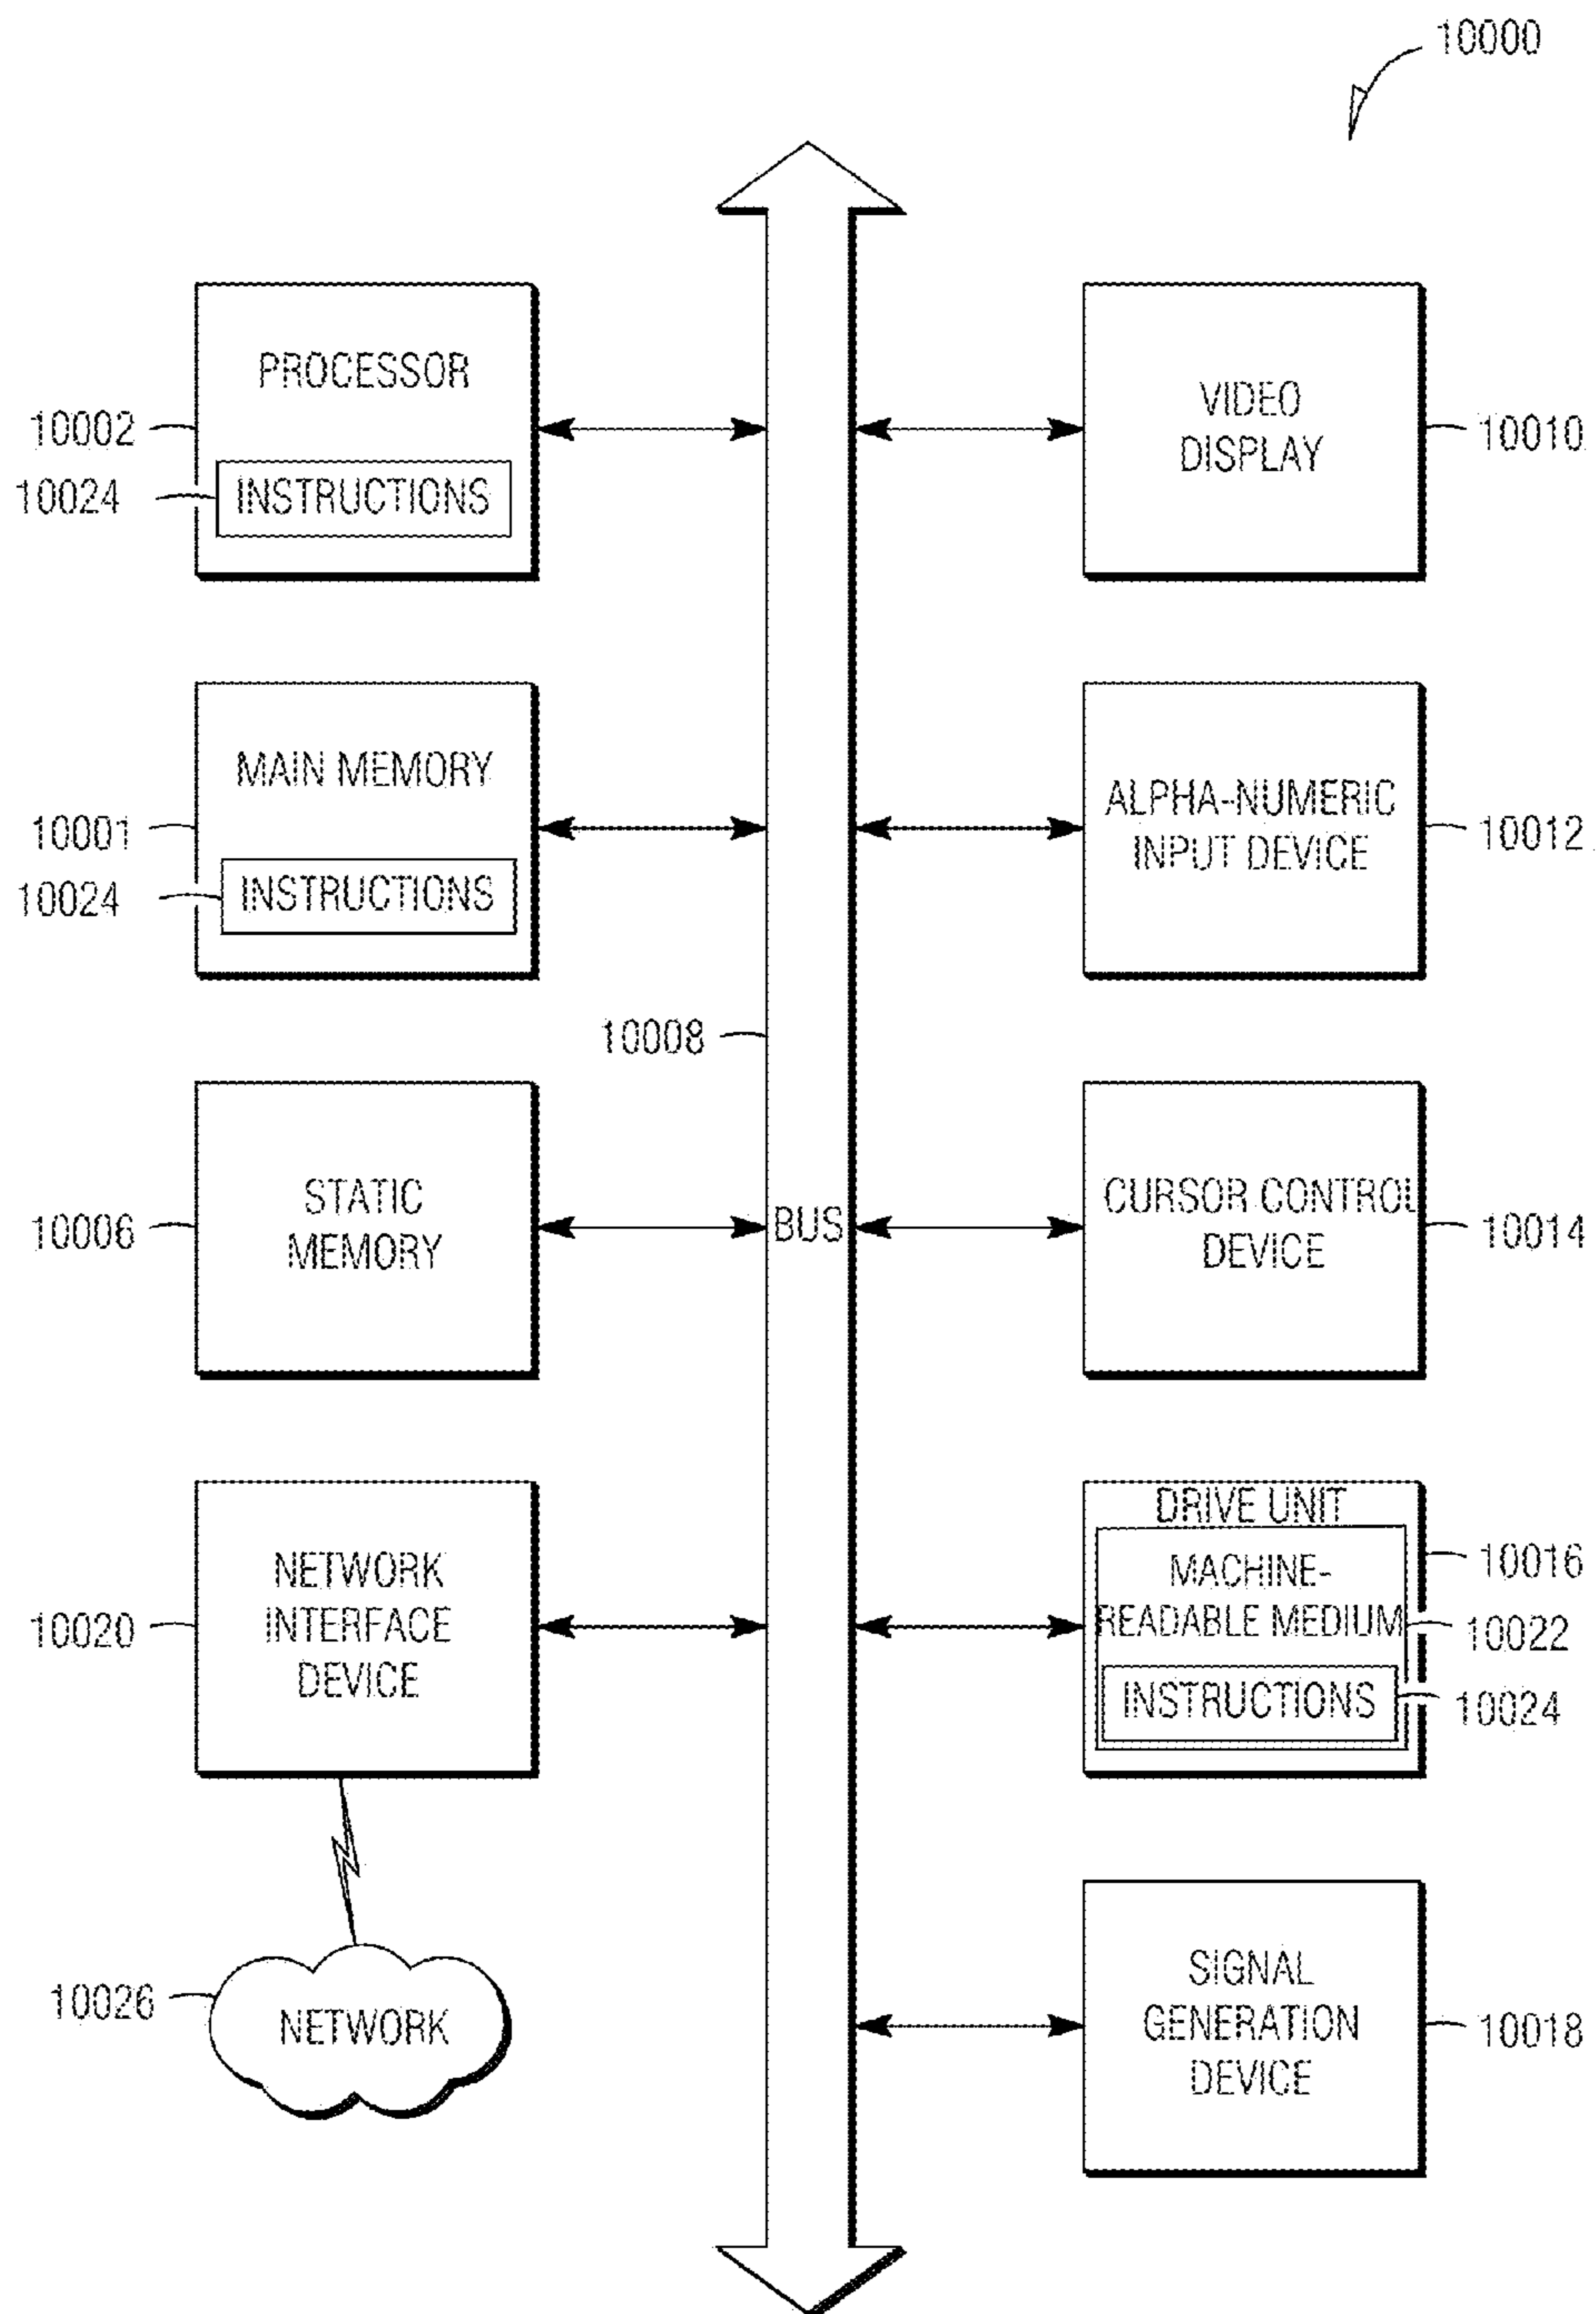 10000
PROCESSOR
10002
10024
INSTRUCTIONS
VIDEO
DISPLAY
10010
MAIN MEMORY
10001
10024
INSTRUCTIONS
ALPHA-NUMERIC
INPUT DEVICE
10012
10008
STATIC
MEMORY
10006
BUS
CURSOR CONTROL
DEVICE
10014
NETWORK
INTERFACE
DEVICE
10020
DRIVE UNIT
10016
MACHINE-
READABLE MEDIUM
10022
INSTRUCTIONS
10024
10026
NETWORK
SIGNAL
GENERATION
DEVICE
10018